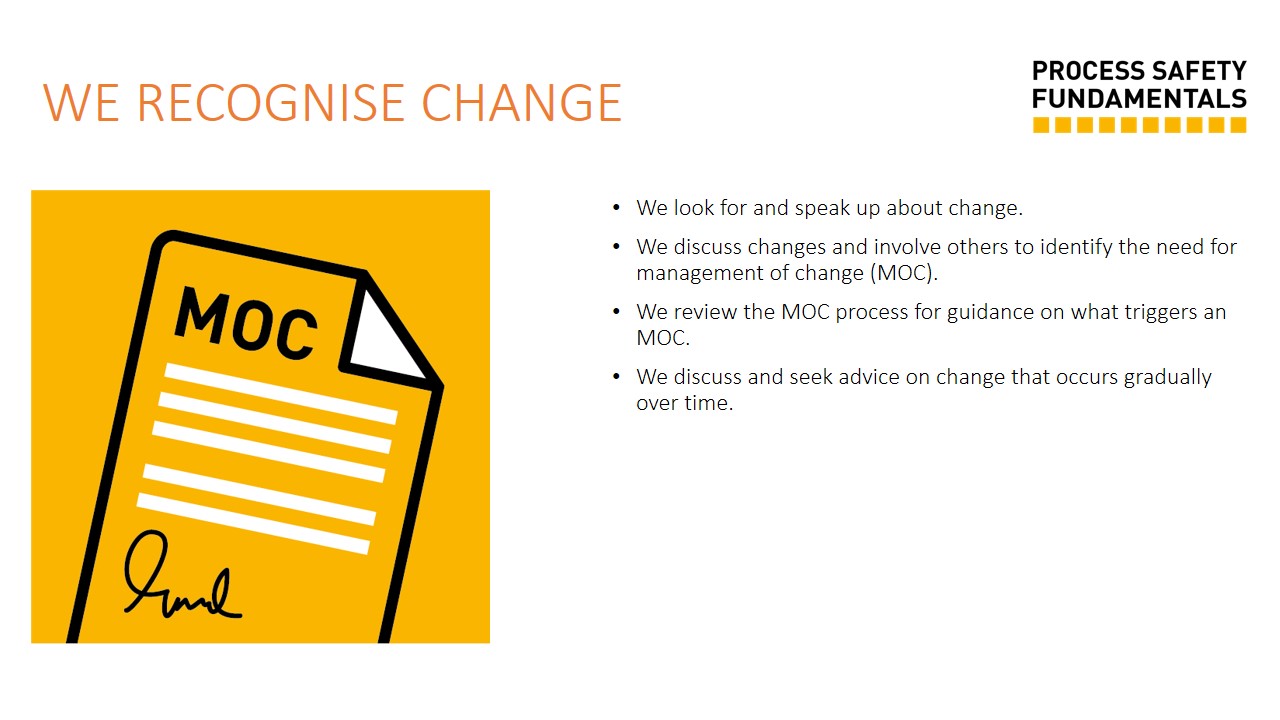 WE RECOGNISE CHANGE
PROCESS SAFETY
FUNDAMENTALS
MOC
• We look for and speak up about change.
• We discuss changes and involve others to identify the need for
management of change (MOC).
• We review the MOC process for guidance on what triggers an
MOC.
• We discuss and seek advice on change that occurs gradually
over time.